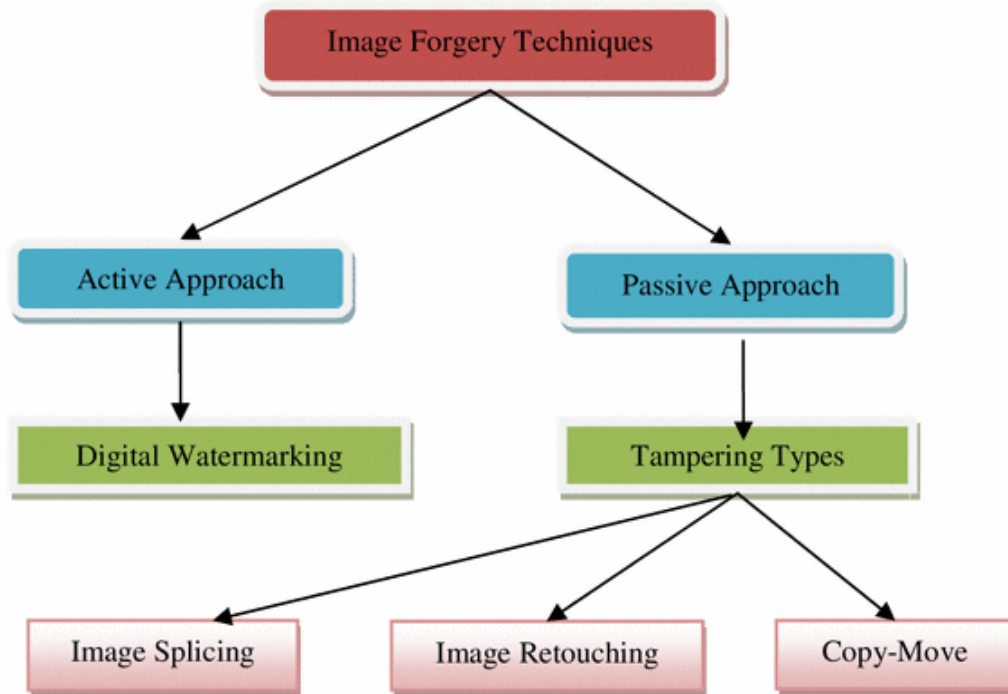 Image Forgery Techniques
Active Approach
Passive Approach
Digital Watermarking
Tampering Types
Image Splicing
Image Retouching
Copy-Move